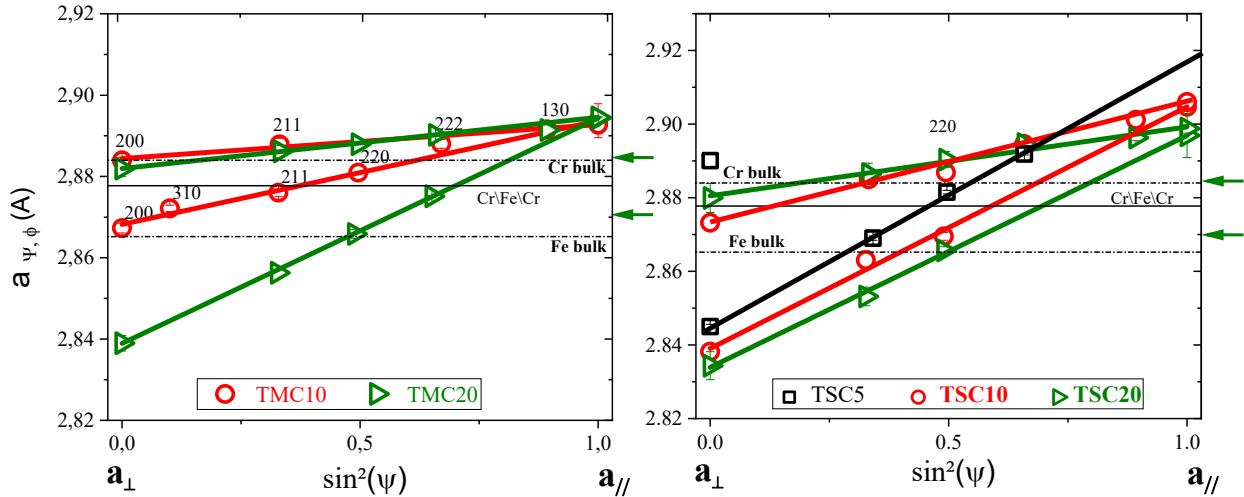 2,92
2,90
2,88
2,86
2,84
2,82
a Ψ, ϕ (A)
200
211
222
130
Cr bulk
220
Cr\Fe\Cr
310
211
200
Fe bulk
TMC10
TMC20
0,0
0,5
1,0
a⊥
sin²(ψ)
a//
2.92
2.90
2.88
2.86
2.84
2.82
220
Cr bulk
Cr\Fe\Cr
Fe bulk
TSC5
TSC10
TSC20
0.0
0.5
1.0
a⊥
sin²(ψ)
a//